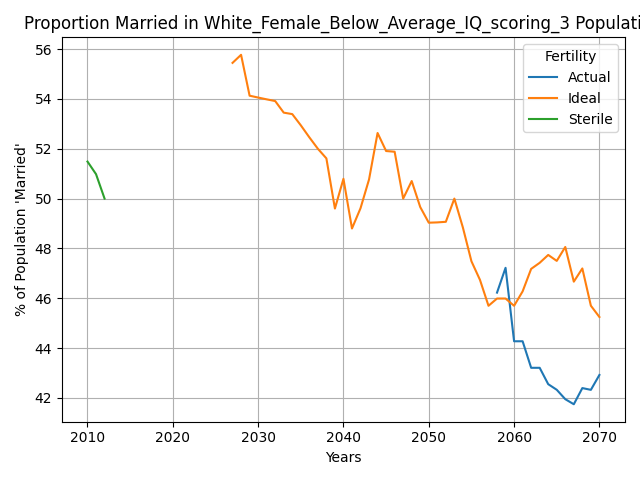 Proportion Married in White_Female_Below_Average_IQ_scoring_3 Populati
Fertility
Actual
Ideal
Sterile
% of Population 'Married'
56
54
52
50
48
46
44
42
2010 2020 2030 2040 2050 2060 2070
Years